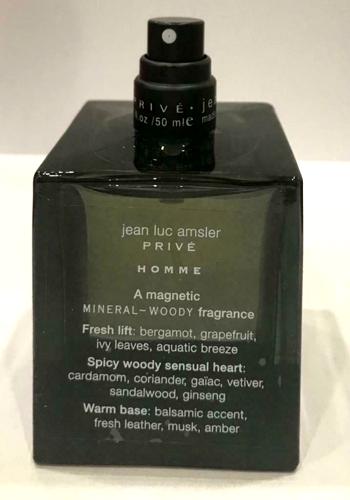 PRIVÉ • je
oz /50 mle
jean luc amsler
PRIVÉ
HOMME
A magnetic
MINERAL–WOODY fragrance
Fresh lift: bergamot, grapefruit,
ivy leaves, aquatic breeze
Spicy woody sensual heart:
cardamom, coriander, gaïac, vetiver,
sandalwood, ginseng
Warm base: balsamic accent,
fresh leather, musk, amber